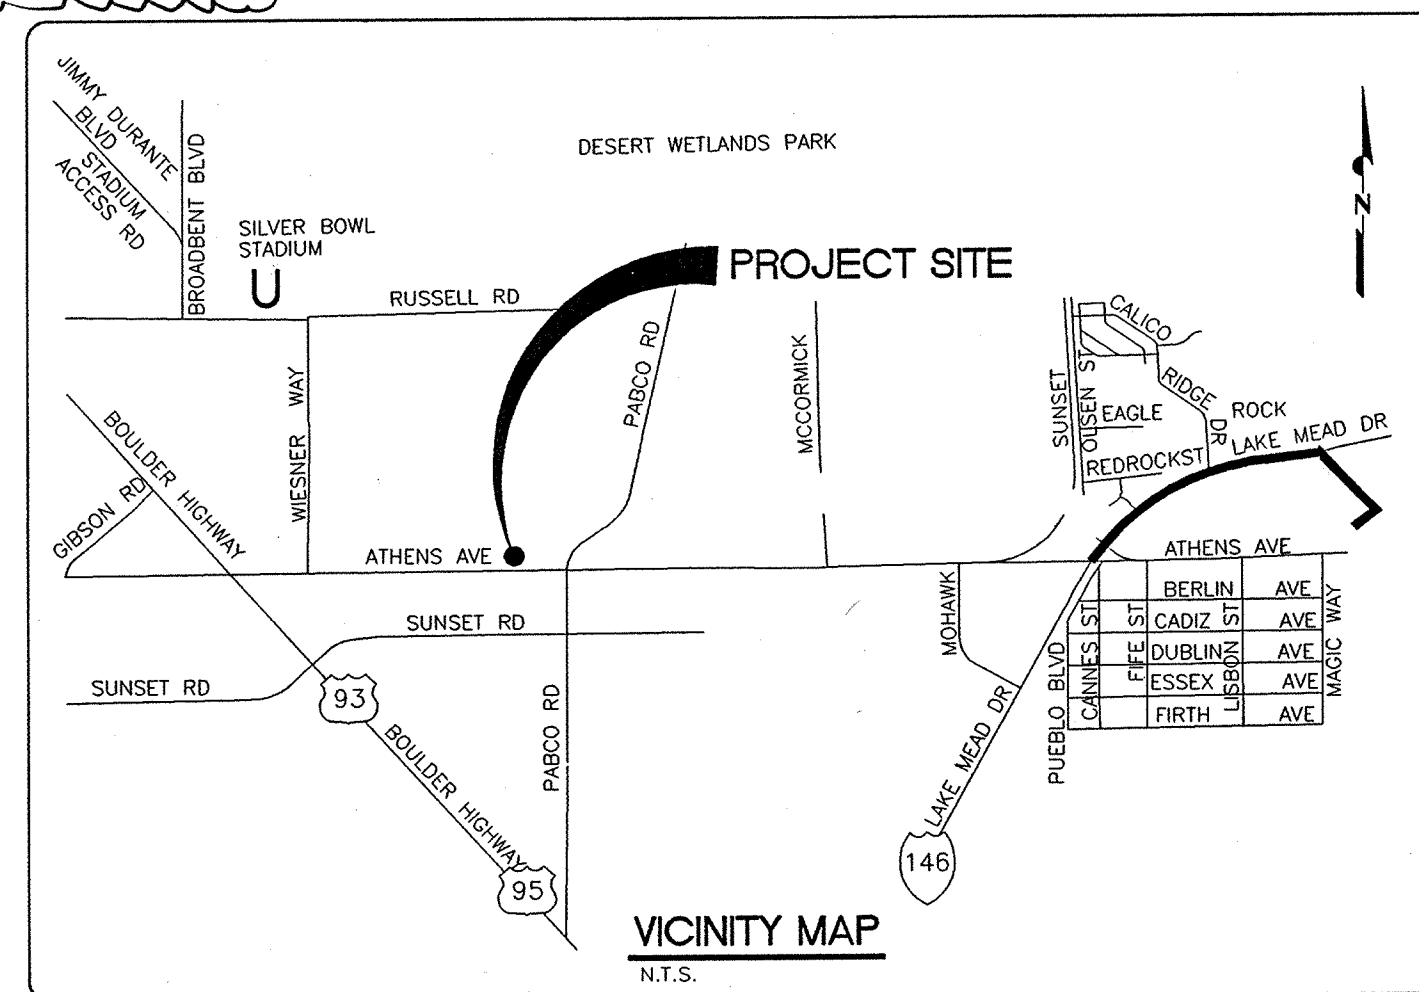 JIMMY DURANTE
BLVD
STADIUM
ACCESS RD
BROADBENT BLVD
DESERT WETLANDS PARK
SILVER BOWL
STADIUM
PROJECT SITE
N
RUSSELL RD
PABCO RD
MCCORMICK
SUNSET
OLSEN ST
CALICO
RIDGE
DR
EAGLE
ROCK
REDROCKST
LAKE MEAD DR
BOULDER HIGHWAY
GIBSON RD
WIESNER WAY
ATHENS AVE
ATHENS AVE
SUNSET RD
SUNSET RD
93
BOULDER HIGHWAY
95
PABCO RD
MOHAWK
LAKE MEAD DR
146
PUEBLO BLVD
CANNES ST
FIFE ST
LISBON ST
MAGIC WAY
BERLIN AVE
CADIZ AVE
DUBLIN AVE
ESSEX AVE
FIRTH AVE
VICINITY MAP
N.T.S.